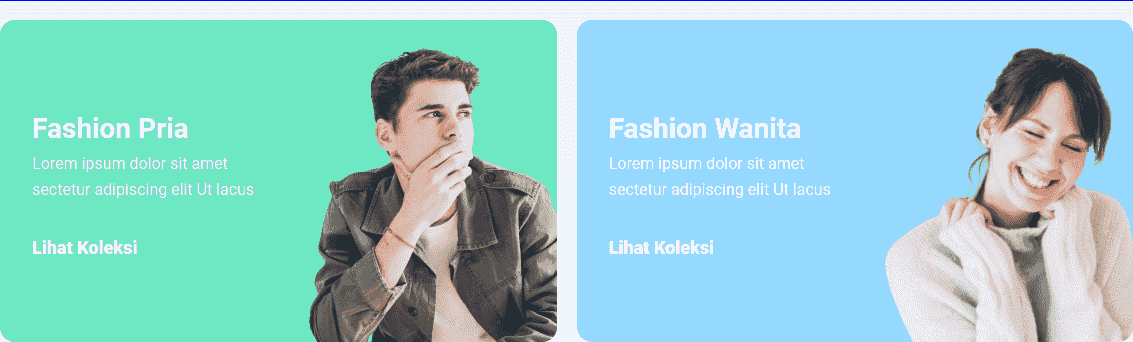 Fashion Pria
Lorem ipsum dolor sit amet
sectetur adipiscing elit Ut lacus
Lihat Koleksi
Fashion Wanita
Lorem ipsum dolor sit amet
sectetur adipiscing elit Ut lacus
Lihat Koleksi